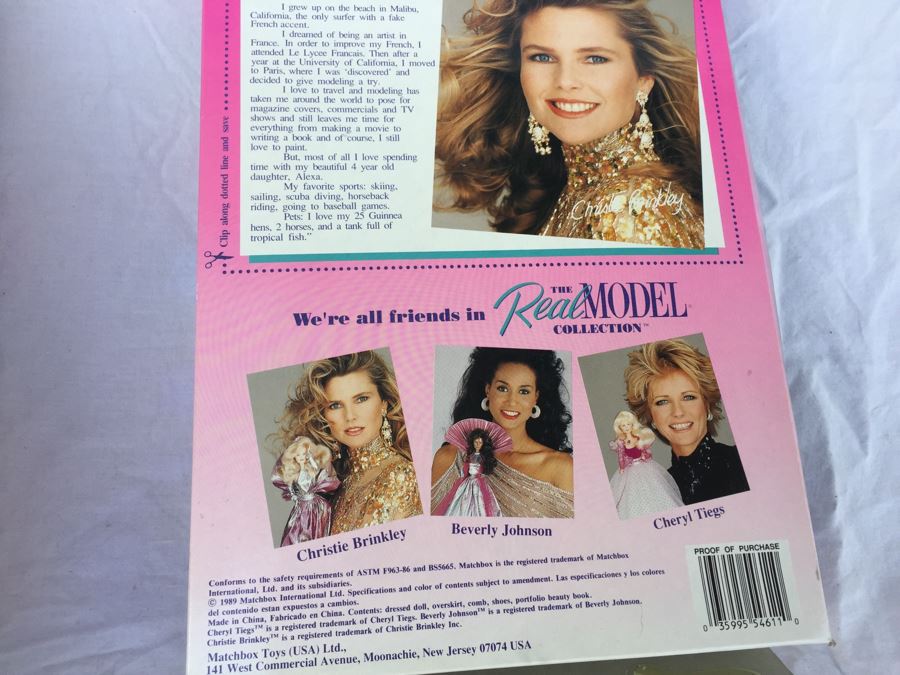 I grew up on the beach in Malibu,
California, the only surfer with a fake
French accent.
I dreamed of being an artist in
France. In order to improve my French, I
attended Le Lycee Francais. Then after a
year at the University of California, I moved
to Paris, where I was 'discovered' and
decided to give modeling a try.
I love to travel and modeling has
taken me around the world to pose for
magazine covers, commercials and TV
shows and still leaves me time for
everything from making a movie to
writing a book and of course, I still
love to paint.
But, most of all I love spending
time with my beautiful 4 year old
daughter, Alexa.
My favorite sports: skiing,
sailing, scuba diving, horseback
riding, going to baseball games.
Pets: I love my 25 Guinnea
hens, 2 horses, and a tank full of
tropical fish."
Clip along dotted line and save
Christie Brinkley
We're all friends in
THE
Real MODEL
COLLECTION™
Christie Brinkley
Beverly Johnson
Cheryl Tiegs
Conforms to the safety requirements of ASTM F963-86 and BS5665. Matchbox is the registered trademark of Matchbox
International, Ltd. and its subsidiaries.
© 1989 Matchbox International Ltd. Specifications and color of contents subject to amendment. Las especificaciones y los colores
del contenido estan expuestos a cambios.
Made in China, Fabricado en China. Contents: dressed doll, overskirt, comb, shoes, portfolio beauty book.
Cheryl Tiegs™ is a registered trademark of Cheryl Tiegs. Beverly Johnson™ is a registered trademark of Beverly Johnson.
Christie Brinkley™ is a registered trademark of Christie Brinkley Inc.
Matchbox Toys (USA) Ltd.,
141 West Commercial Avenue, Moonachie, New Jersey 07074 USA
PROOF OF PURCHASE
0 35995 54611 0